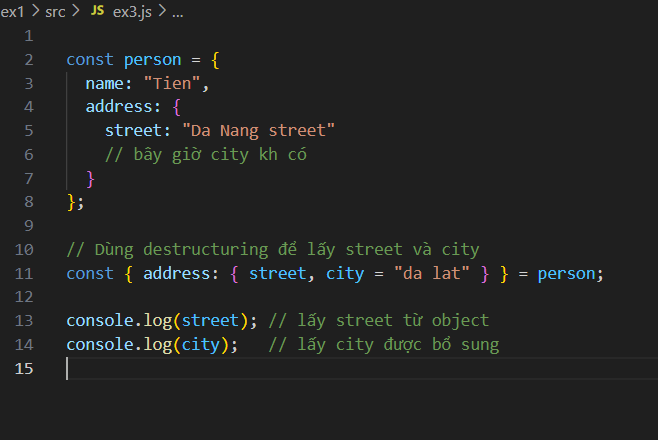 ex1 > src > JS ex3.js > ...
1
2 const person = {
3 name: "Tien",
4 address: {
5 street: "Da Nang street"
6 // bây giờ city kh có
7 }
8 };
9
10 // Dùng destructuring để lấy street và city
11 const { address: { street, city = "da lat" } } = person;
12
13 console.log(street); // lấy street từ object
14 console.log(city);   // lấy city được bổ sung
15